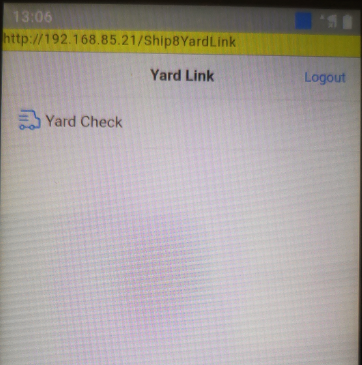 13:06
http://192.168.85.21/Ship8YardLink
Yard Link
Logout
Yard Check